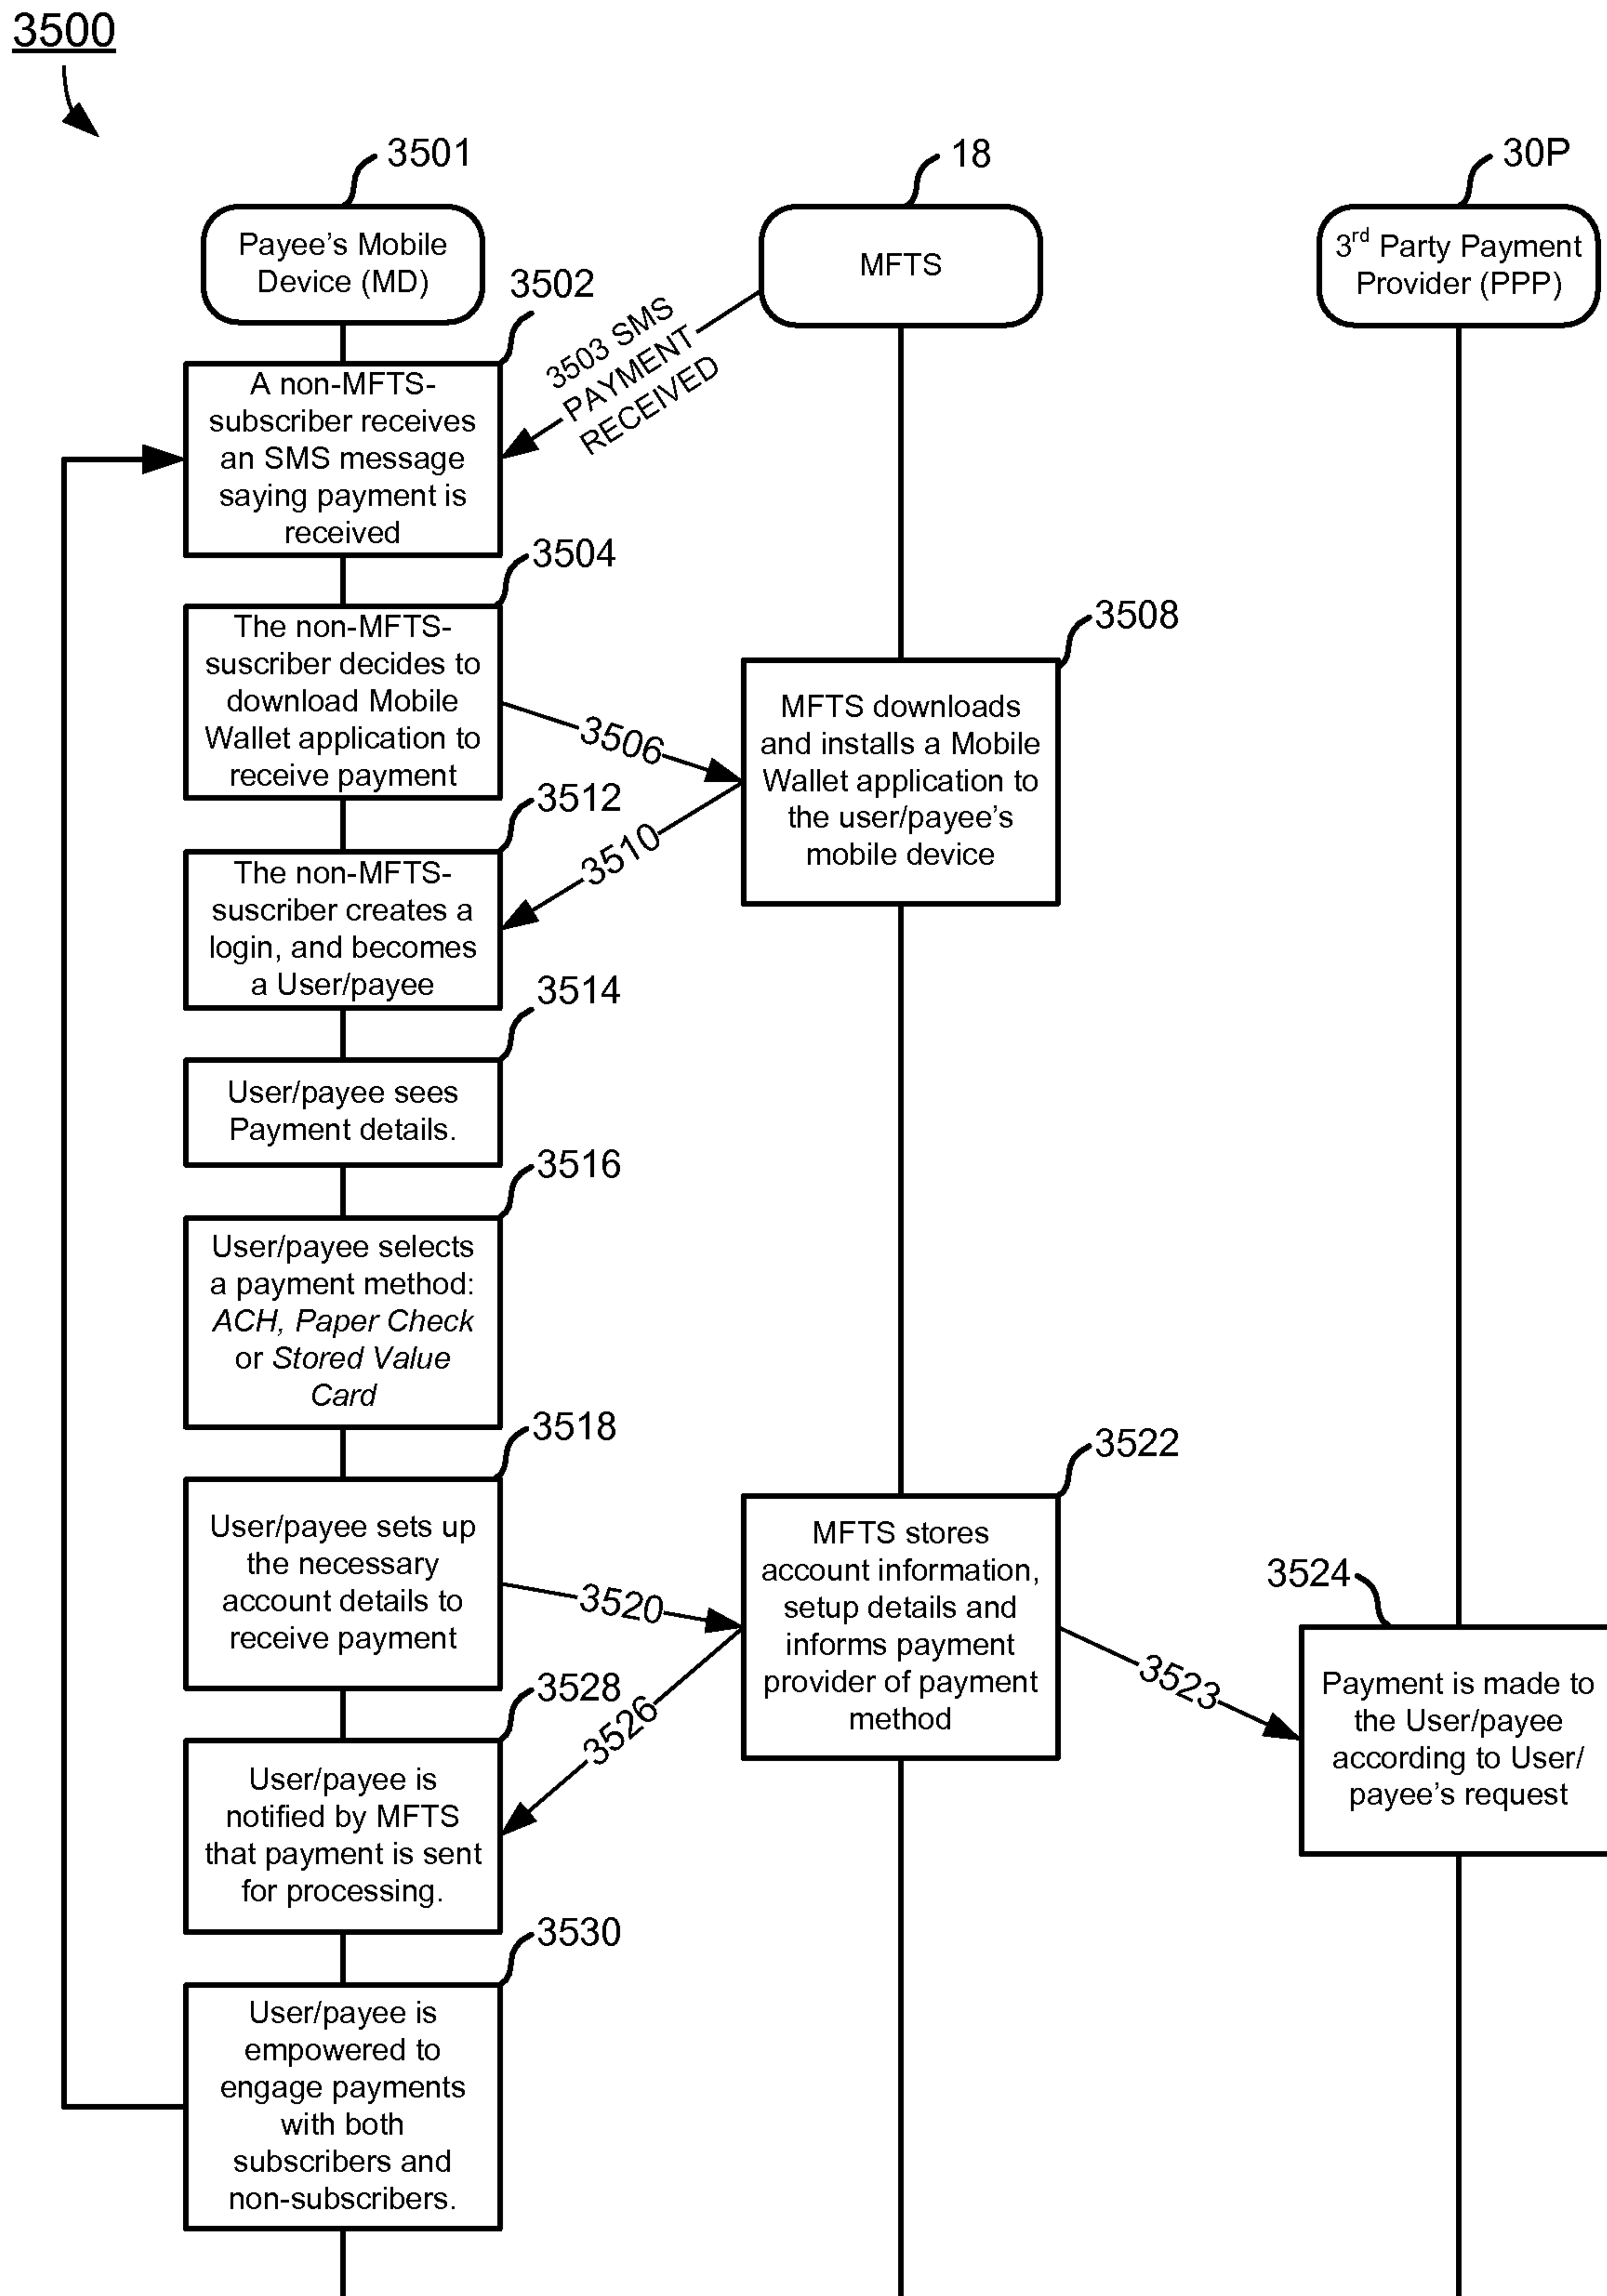 3500
3501
18
30P
Payee's Mobile
Device (MD)
MFTS
3rd Party Payment
Provider (PPP)
3502
3503 SMS
PAYMENT
RECEIVED
A non-MFTS-
subscriber receives
an SMS message
saying payment is
received
3504
The non-MFTS-
suscriber decides to
download Mobile
Wallet application to
receive payment
3506
3508
MFTS downloads
and installs a Mobile
Wallet application to
the user/payee's
mobile device
3510
3512
The non-MFTS-
suscriber creates a
login, and becomes
a User/payee
3514
User/payee sees
Payment details.
3516
User/payee selects
a payment method:
ACH, Paper Check
or Stored Value
Card
3518
User/payee sets up
the necessary
account details to
receive payment
3520
3522
MFTS stores
account information,
setup details and
informs payment
provider of payment
method
3523
3524
Payment is made to
the User/payee
according to User/
payee's request
3526
3528
User/payee is
notified by MFTS
that payment is sent
for processing.
3530
User/payee is
empowered to
engage payments
with both
subscribers and
non-subscribers.